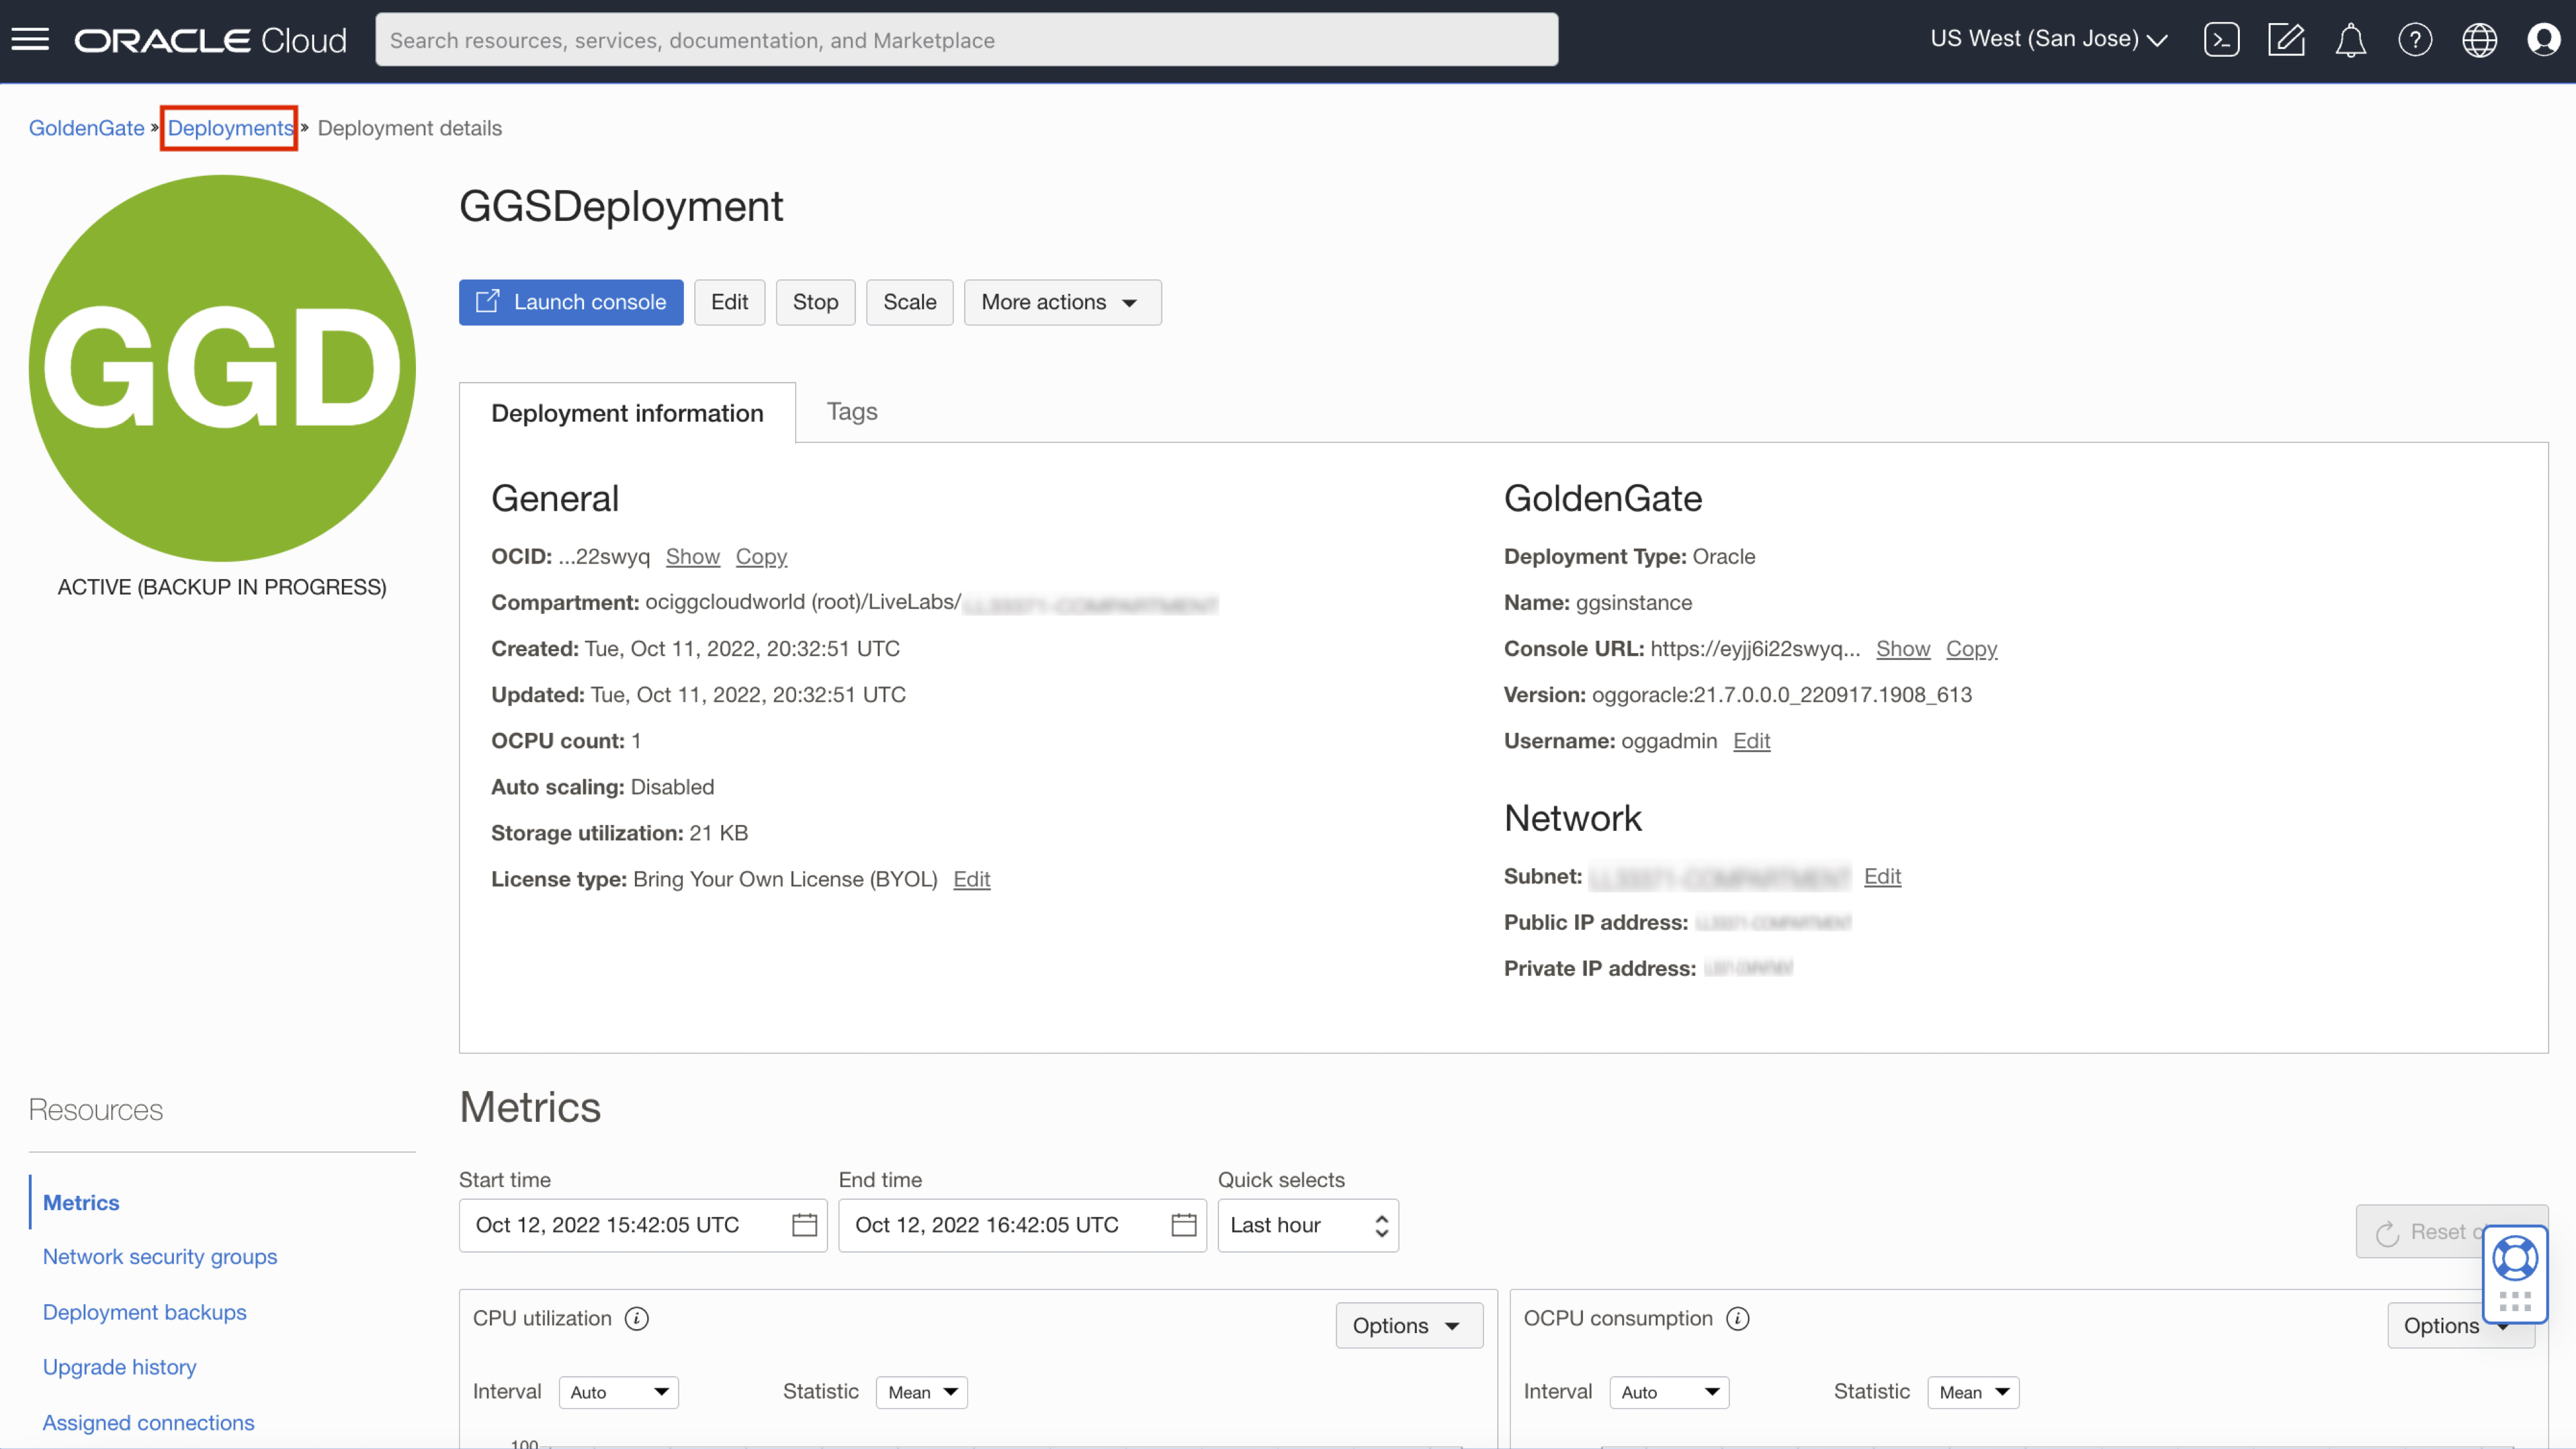 ORACLE Cloud
Search resources, services, documentation, and Marketplace
US West (San Jose)
GoldenGate » Deployments » Deployment details
GGD
ACTIVE (BACKUP IN PROGRESS)
GGSDeployment
Launch console
Edit
Stop
Scale
More actions
Deployment information
Tags
General
OCID: ...22swyq Show Copy
Compartment: ociggcloudworld (root)/LiveLabs/
Created: Tue, Oct 11, 2022, 20:32:51 UTC
Updated: Tue, Oct 11, 2022, 20:32:51 UTC
OCPU count: 1
Auto scaling: Disabled
Storage utilization: 21 KB
License type: Bring Your Own License (BYOL) Edit
GoldenGate
Deployment Type: Oracle
Name: ggsinstance
Console URL: https://eyjj6i22swyq... Show Copy
Version: oggoracle:21.7.0.0.0_220917.1908_613
Username: oggadmin Edit
Network
Subnet: Edit
Public IP address:
Private IP address:
Resources
Metrics
Network security groups
Deployment backups
Upgrade history
Assigned connections
Metrics
Start time
Oct 12, 2022 15:42:05 UTC
End time
Oct 12, 2022 16:42:05 UTC
Quick selects
Last hour
Reset
CPU utilization
Options
Interval Auto
Statistic Mean
100
OCPU consumption
Options
Interval Auto
Statistic Mean